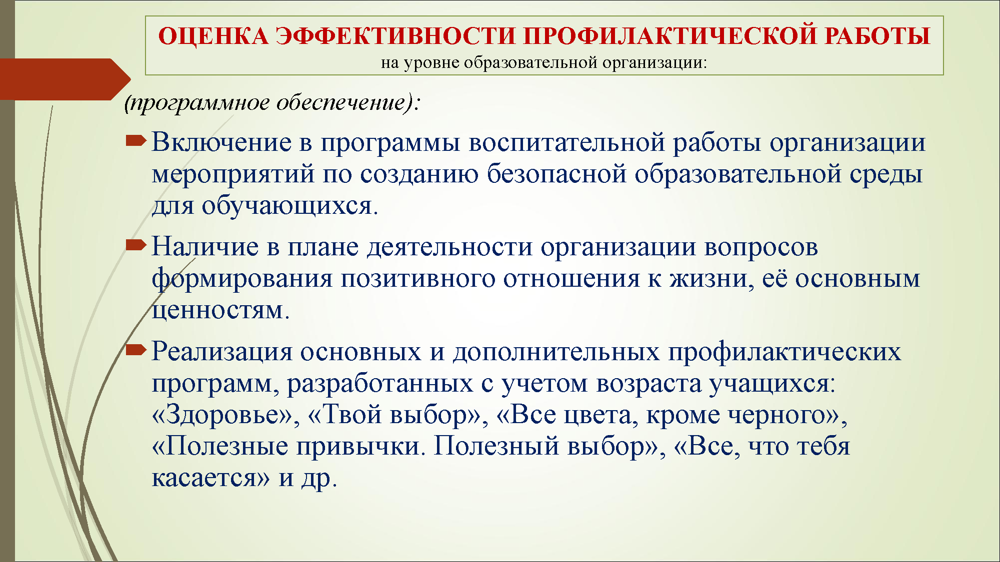 ОЦЕНКА ЭФФЕКТИВНОСТИ ПРОФИЛАКТИЧЕСКОЙ РАБОТЫ
на уровне образовательной организации:
(программное обеспечение):
Включение в программы воспитательной работы организации
мероприятий по созданию безопасной образовательной среды
для обучающихся.
Наличие в плане деятельности организации вопросов
формирования позитивного отношения к жизни, её основным
ценностям.
Реализация основных и дополнительных профилактических
программ, разработанных с учетом возраста учащихся:
«Здоровье», «Твой выбор», «Все цвета, кроме черного»,
«Полезные привычки. Полезный выбор», «Все, что тебя
касается» и др.